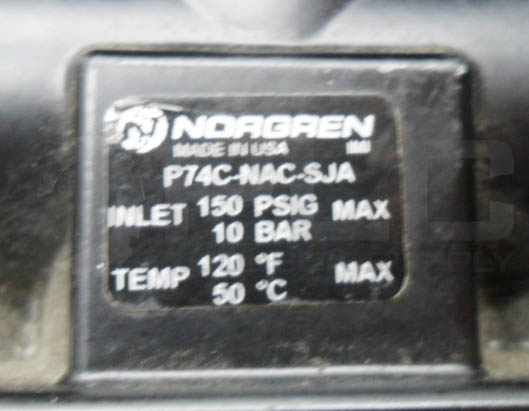 NORGREN
MADE IN USA IMI
P74C-NAC-SJA
INLET 150 PSIG MAX
10 BAR
TEMP 120 °F MAX
50 °C